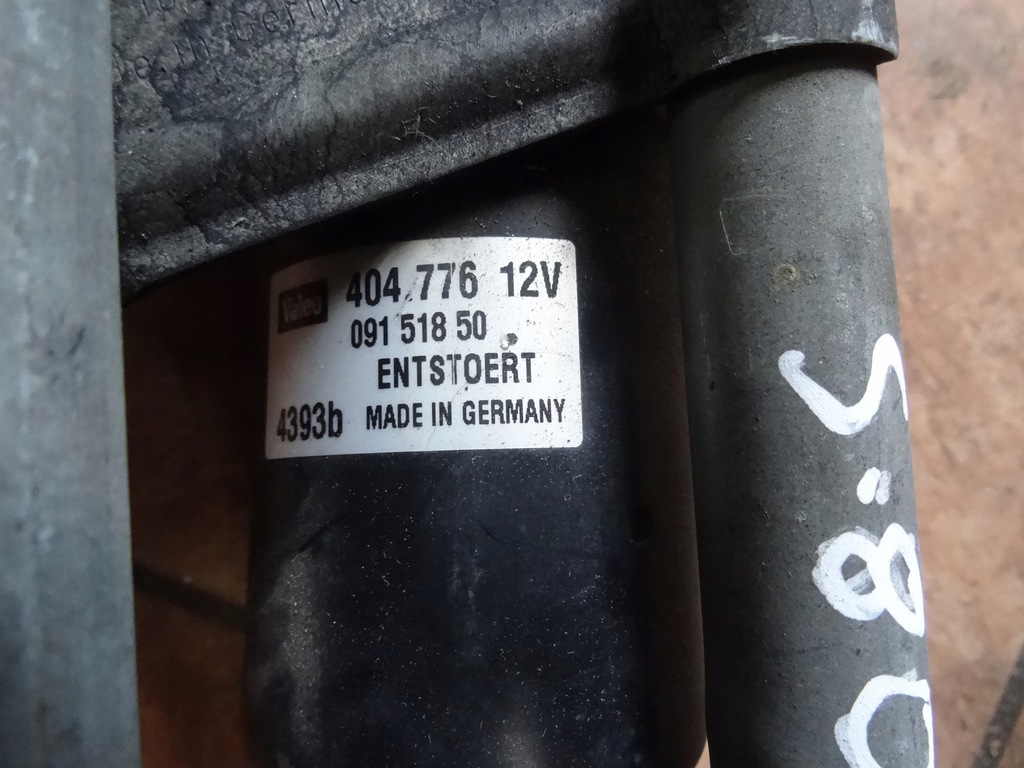 Valeo 404.776 12V
091 518 50
ENTSTOERT
4393b MADE IN GERMANY